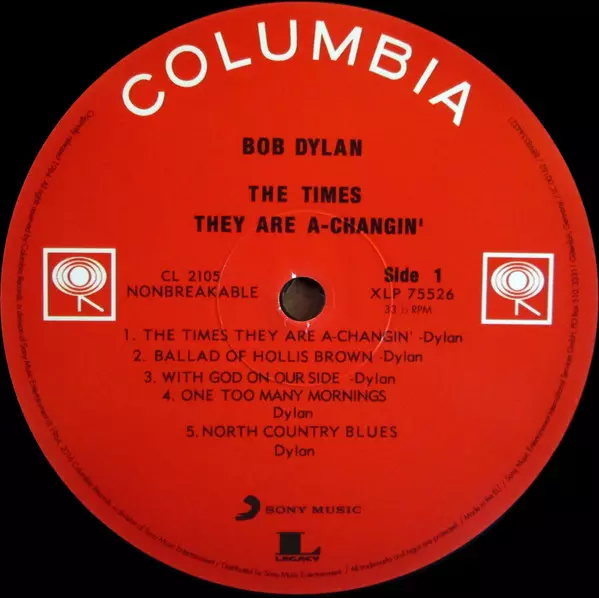 COLUMBIA
BOB DYLAN
THE TIMES
THEY ARE A-CHANGIN'
CL 2105
NONBREAKABLE
Side 1
XLP 75526
33 ⅓ RPM
1. THE TIMES THEY ARE A-CHANGIN' -Dylan
2. BALLAD OF HOLLIS BROWN -Dylan
3. WITH GOD ON OUR SIDE -Dylan
4. ONE TOO MANY MORNINGS
Dylan
5. NORTH COUNTRY BLUES
Dylan
SONY MUSIC
L
LEGACY